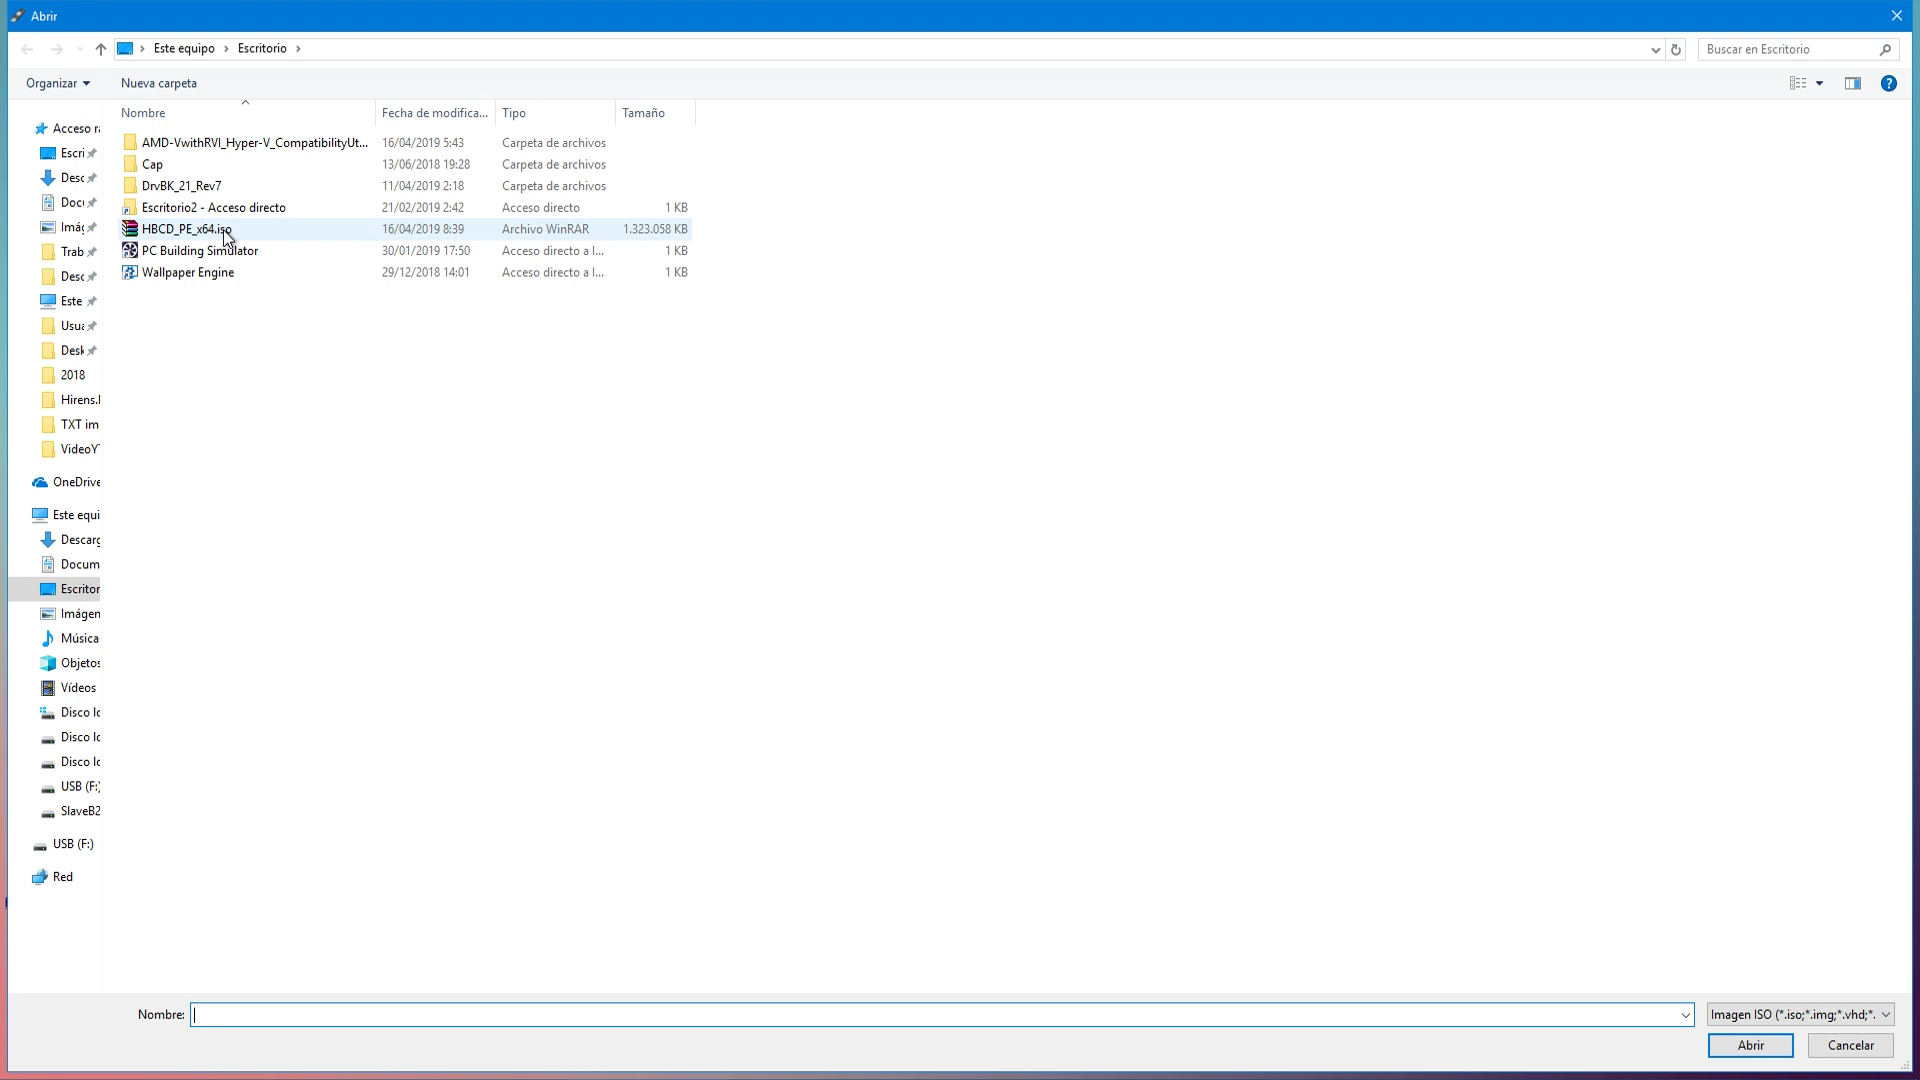 Abrir
Este equipo › Escritorio ›
Buscar en Escritorio
Organizar
Nueva carpeta
Nombre Fecha de modifica... Tipo Tamaño
AMD-VwithRVI_Hyper-V_CompatibilityUt... 16/04/2019 5:43 Carpeta de archivos
Cap 13/06/2018 19:28 Carpeta de archivos
DrvBK_21_Rev7 11/04/2019 2:18 Carpeta de archivos
Escritorio2 - Acceso directo 21/02/2019 2:42 Acceso directo 1 KB
HBCD_PE_x64.iso 16/04/2019 8:39 Archivo WinRAR 1.323.058 KB
PC Building Simulator 30/01/2019 17:50 Acceso directo a l... 1 KB
Wallpaper Engine 29/12/2018 14:01 Acceso directo a l... 1 KB
Acceso rá
Escri
Desc
Docu
Imág
Trab
Desc
Este
Usua
Desk
2018
Hirens.
TXT im
VideoY
OneDrive
Este equi
Descarg
Docum
Escritor
Imágen
Música
Objetos
Vídeos
Disco lo
Disco lo
Disco lo
USB (F:)
SlaveB2
USB (F:)
Red
Nombre:
Imagen ISO (*.iso;*.img;*.vhd;*.
Abrir
Cancelar